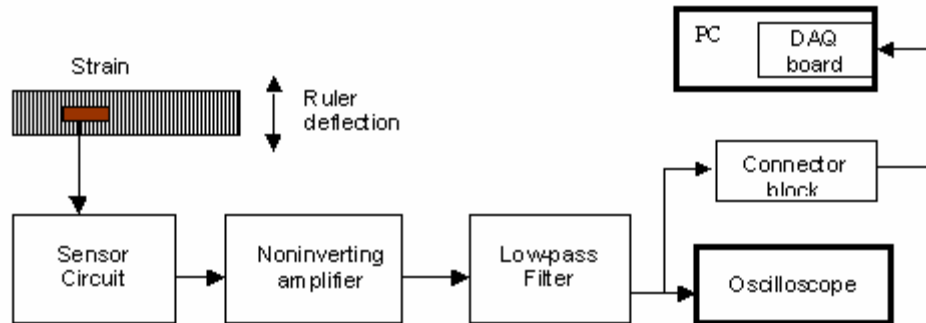 PC
DAQ
board
Strain
Ruler
deflection
Connector
block
Sensor
Circuit
Noninverting
amplifier
Low-pass
Filter
Oscilloscope